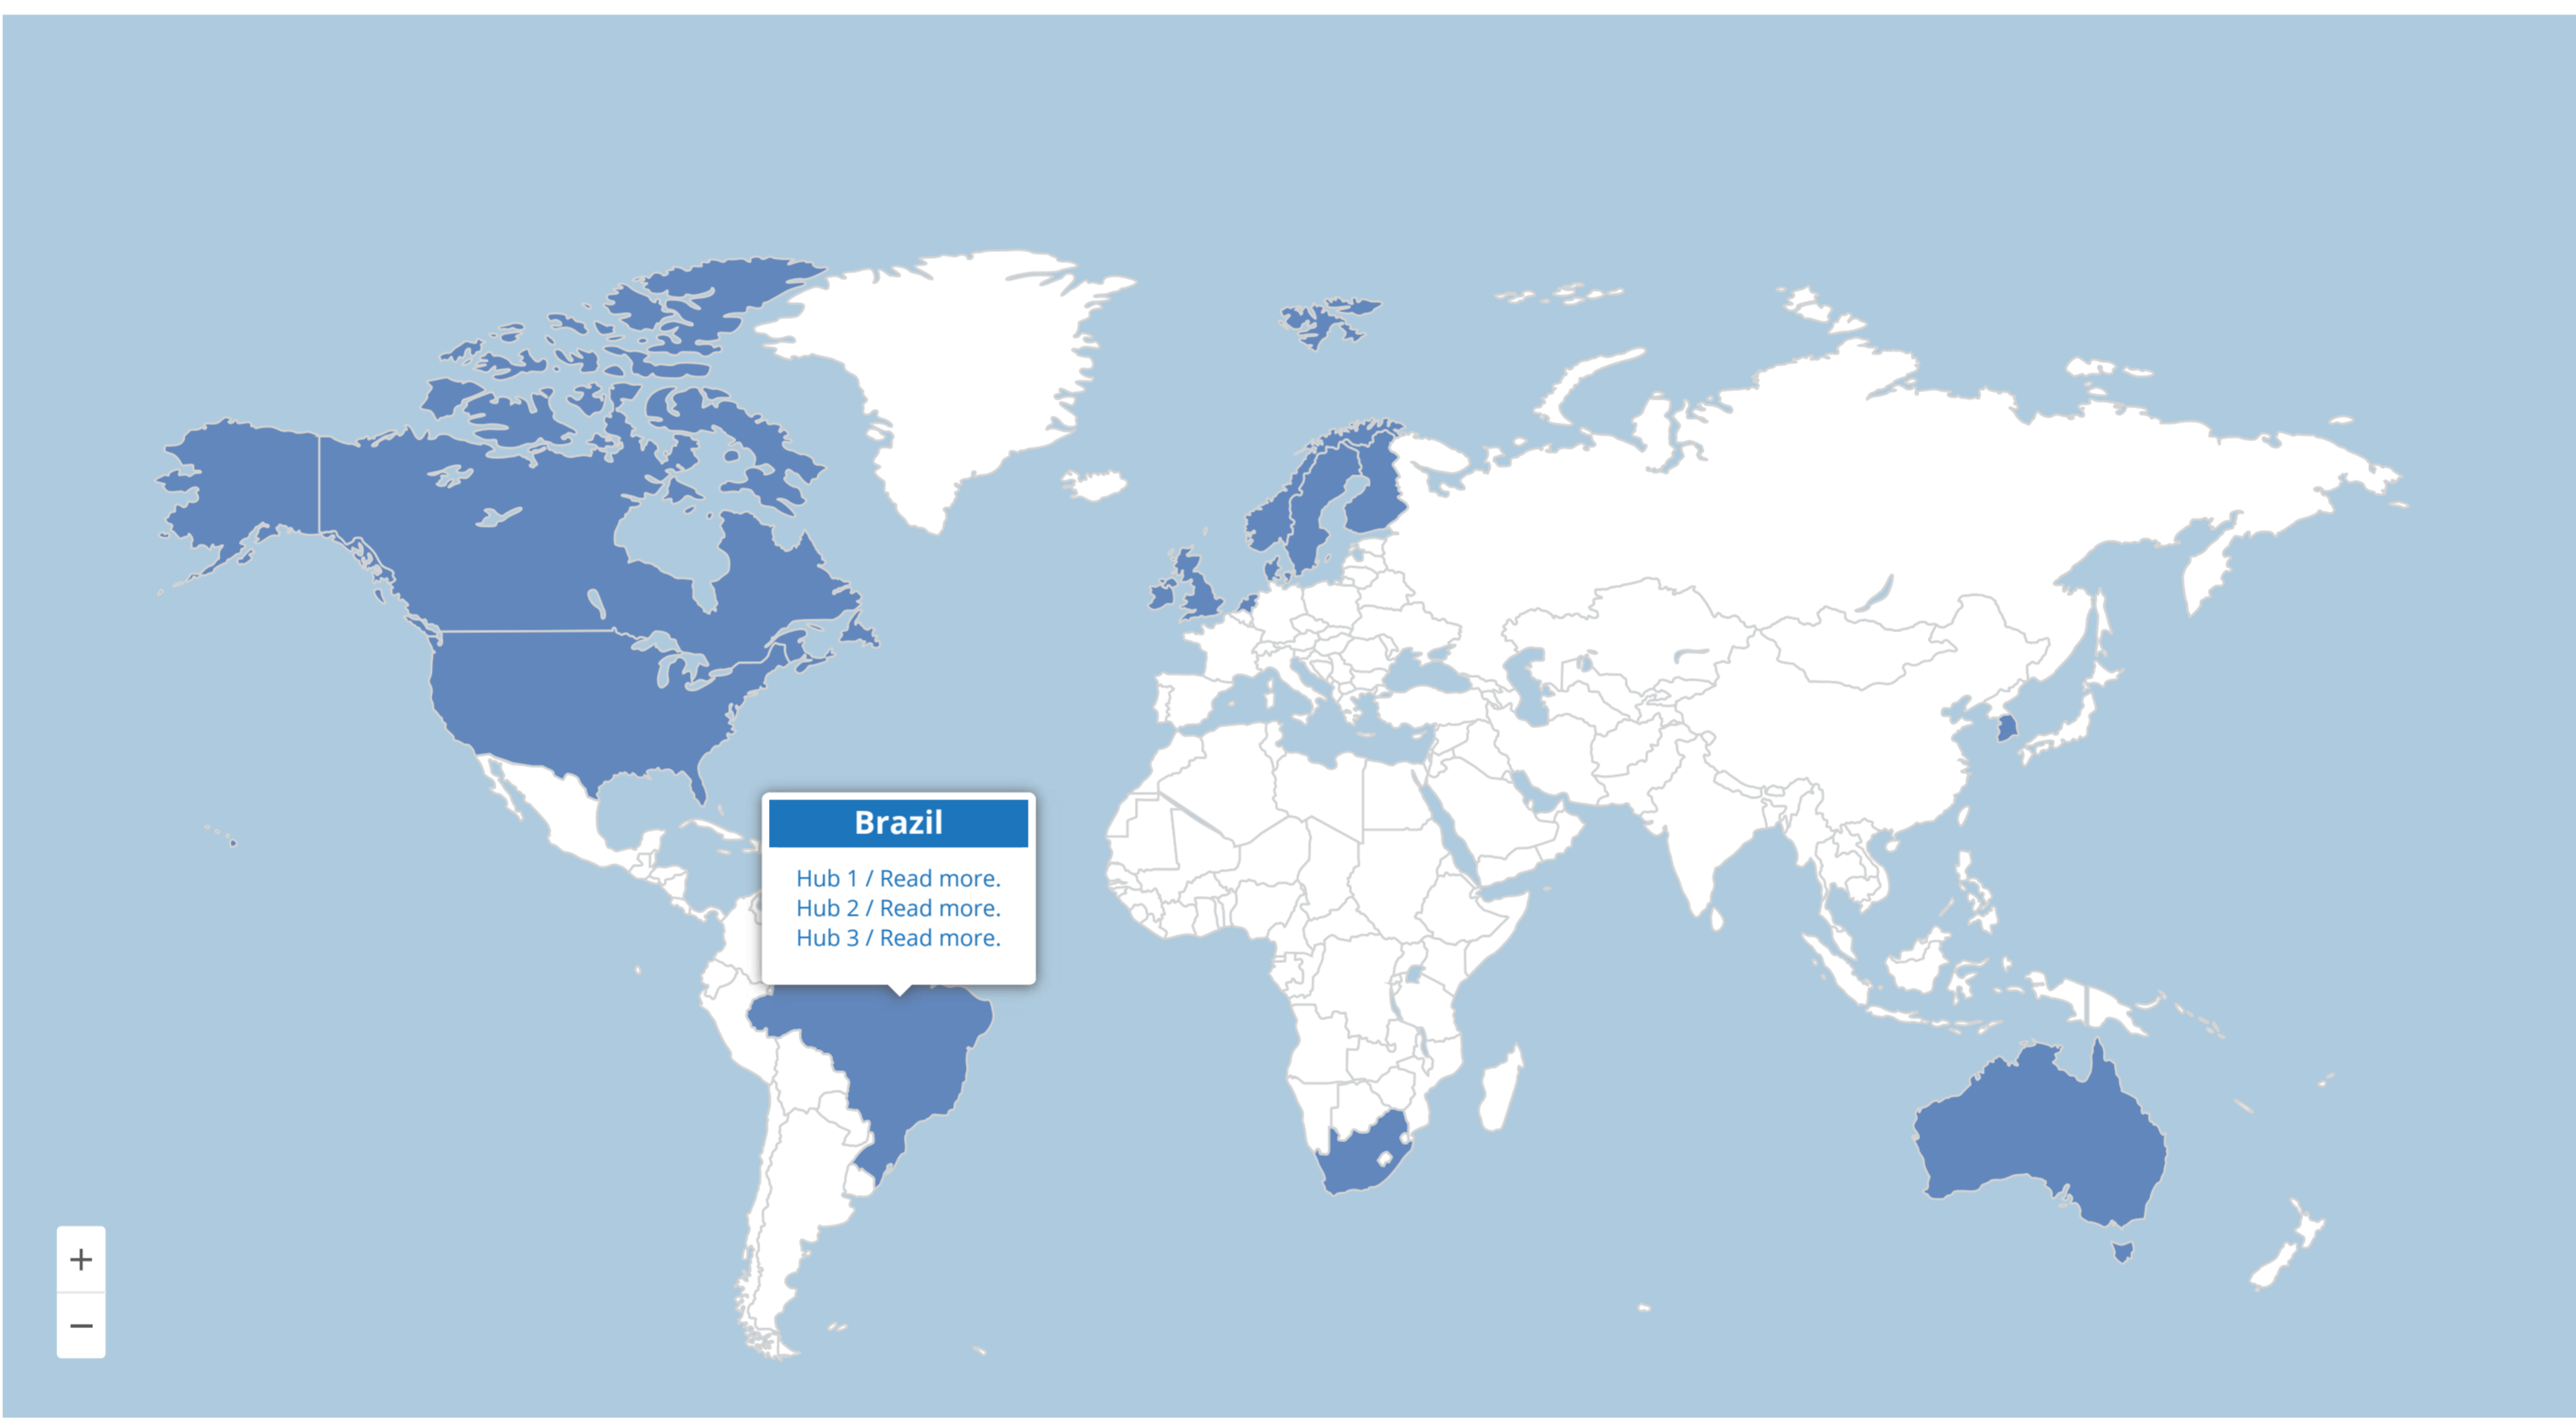 Brazil
Hub 1 / Read more.
Hub 2 / Read more.
Hub 3 / Read more.
+
−